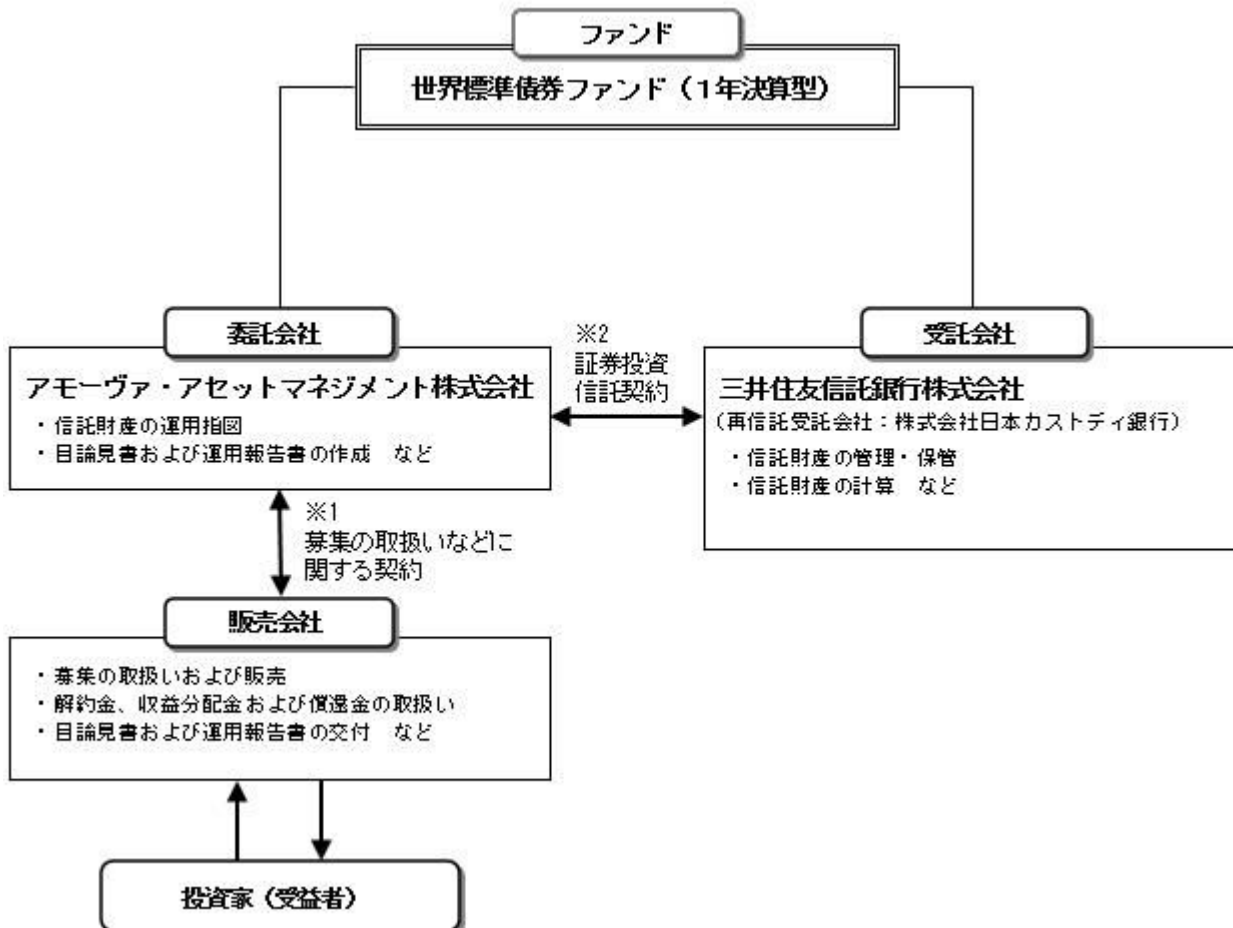 ファンド
世界標準債券ファンド（１年決算型）
委託会社
アモーヴァ・アセットマネジメント株式会社
・信託財産の運用指図
・目論見書および運用報告書の作成　など
※2
証券投資
信託契約
受託会社
三井住友信託銀行株式会社
（再信託受託会社：株式会社日本カストディ銀行）
・信託財産の管理・保管
・信託財産の計算　など
※1
募集の取扱いなどに
関する契約
販売会社
・募集の取扱いおよび販売
・解約金、収益分配金および償還金の取扱い
・目論見書および運用報告書の交付　など
投資家（受益者）